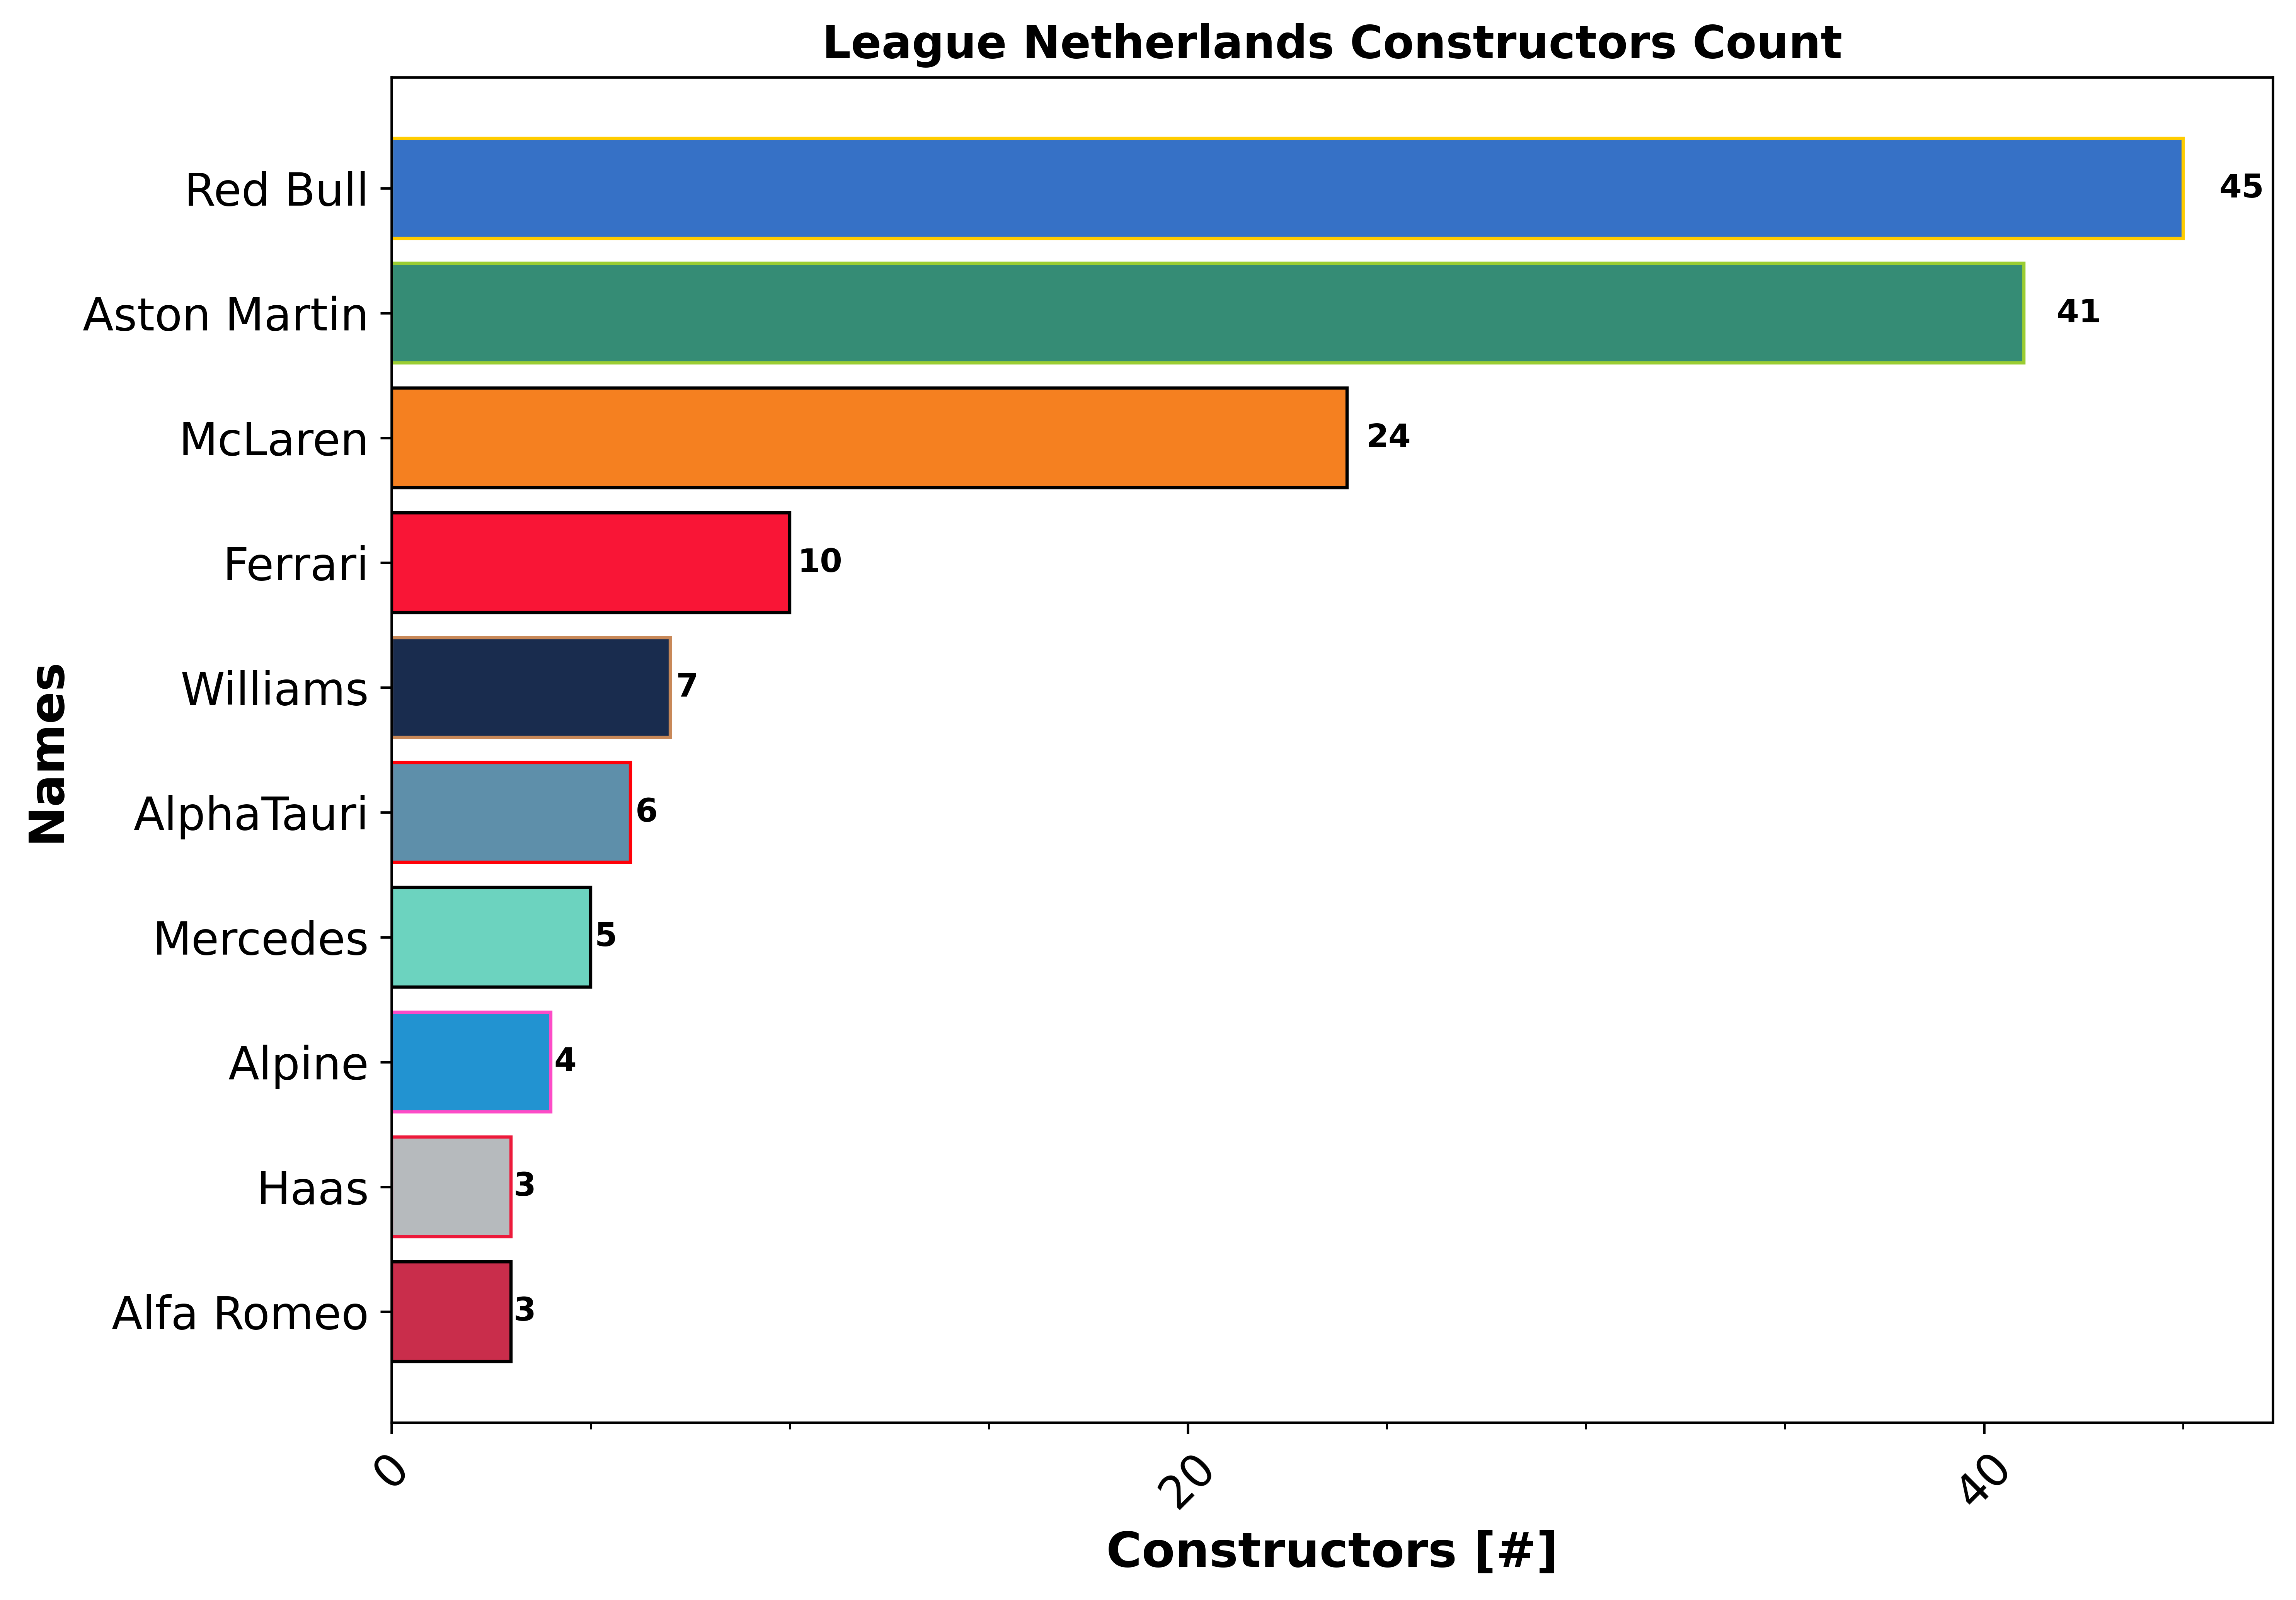 League Netherlands Constructors Count
Red Bull
45
Aston Martin
41
McLaren
24
Ferrari
10
Williams
7
AlphaTauri
6
Mercedes
5
Alpine
4
Haas
3
Alfa Romeo
3
Names
0
20
40
Constructors [#]